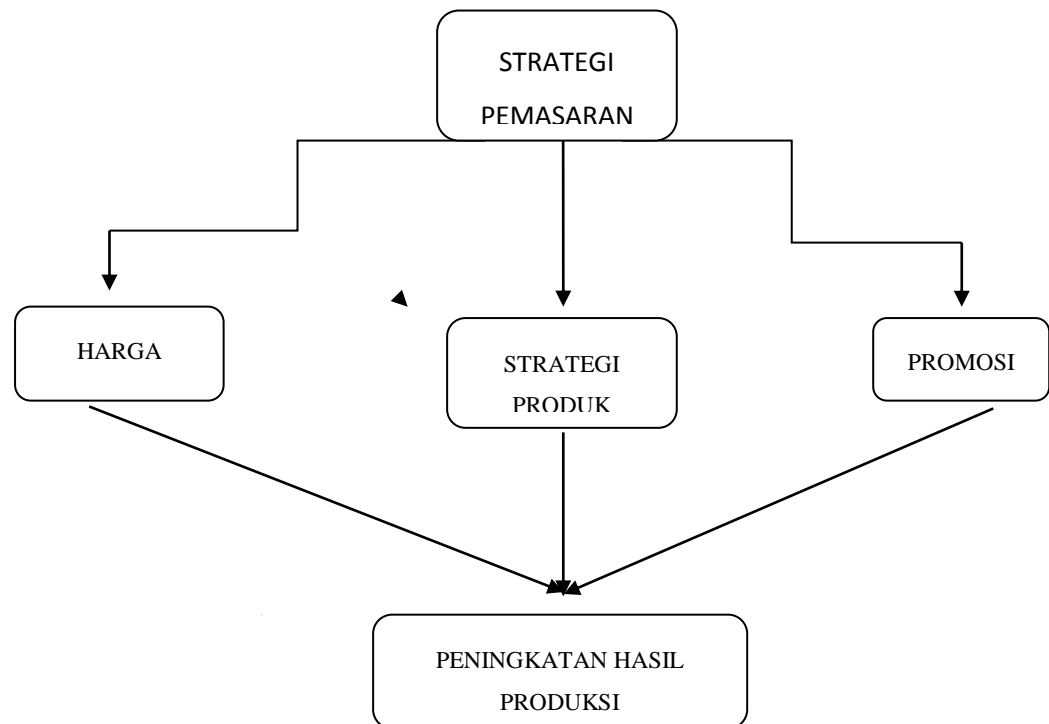 STRATEGI
PEMASARAN
HARGA
STRATEGI
PRODUK
PROMOSI
PENINGKATAN HASIL
PRODUKSI